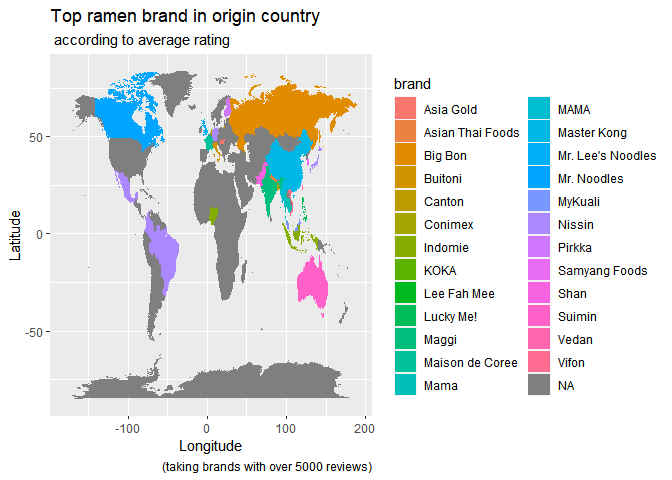 Top ramen brand in origin country
according to average rating
50
0
-50
Latitude
-100
0
100
200
Longitude
(taking brands with over 5000 reviews)
brand
Asia Gold
Asian Thai Foods
Big Bon
Buitoni
Canton
Conimex
Indomie
KOKA
Lee Fah Mee
Lucky Me!
Maggi
Maison de Coree
Mama
MAMA
Master Kong
Mr. Lee's Noodles
Mr. Noodles
MyKuali
Nissin
Pirkka
Samyang Foods
Shan
Suimin
Vedan
Vifon
NA